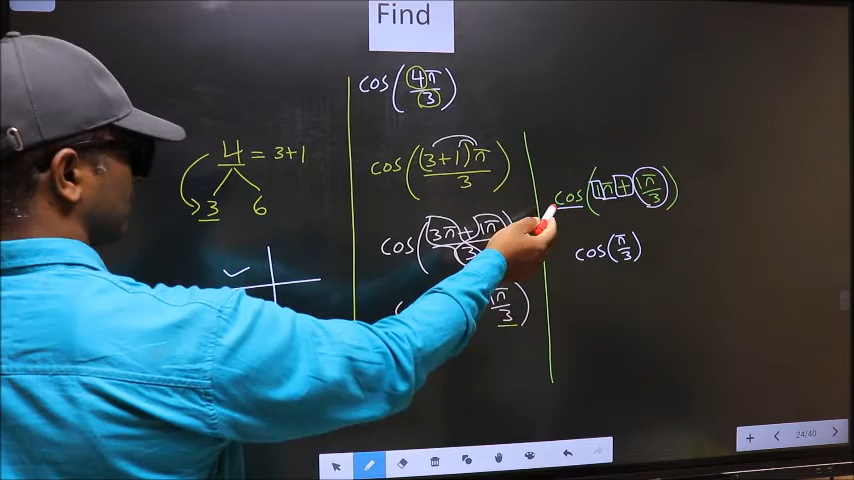 Find
cos(4π/3)
4 = 3+1
3 6
cos((3+1)π/3)
cos(3π+1π/3
π/3)
cos(1π+1π/3)
cos(π/3)
24/40